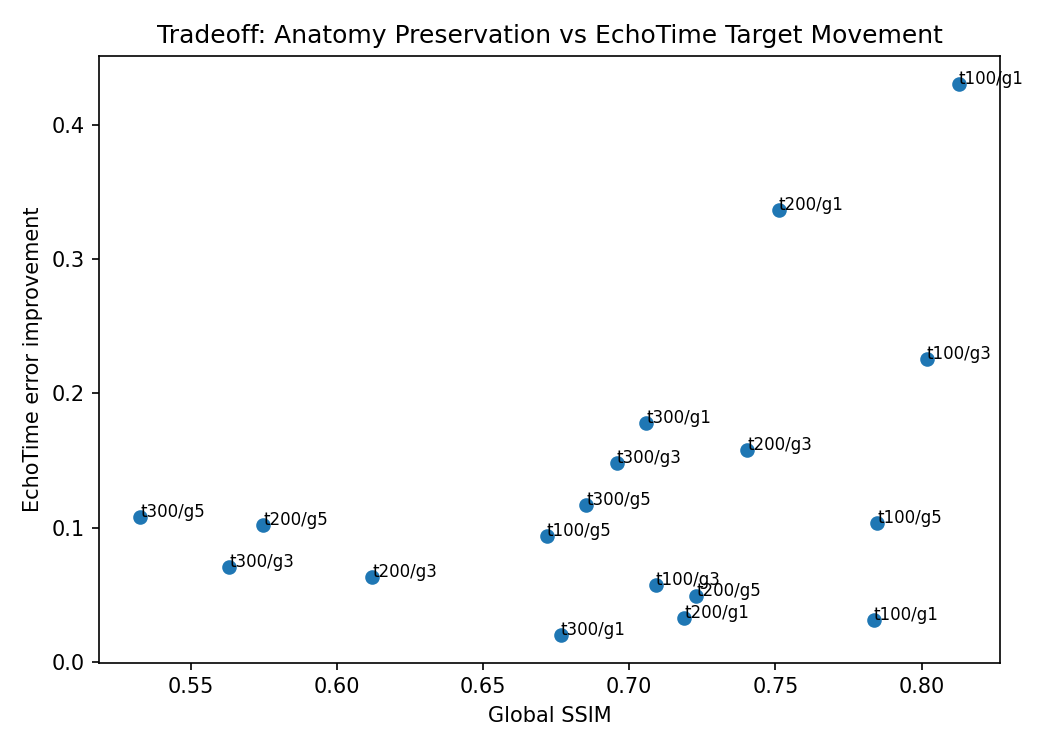 Tradeoff: Anatomy Preservation vs EchoTime Target Movement
EchoTime error improvement
0.4
0.3
0.2
0.1
0.0
t100/g1
t200/g1
t100/g3
t300/g1
t200/g3
t300/g3
t300/g5
t300/g5
t200/g5
t100/g5
t100/g5
t300/g3
t200/g3
t100/g3
t200/g5
t200/g1
t100/g1
t300/g1
0.55
0.60
0.65
0.70
0.75
0.80
Global SSIM